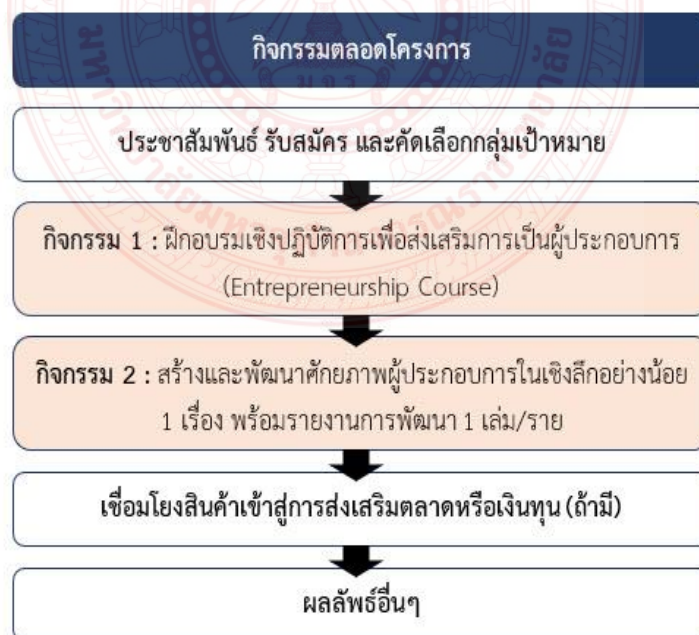 กิจกรรมตลอดโครงการ
ประชาสัมพันธ์ รับสมัคร และคัดเลือกกลุ่มเป้าหมาย
กิจกรรม 1 : ฝึกอบรมเชิงปฏิบัติการเพื่อส่งเสริมการเป็นผู้ประกอบการ
(Entrepreneurship Course)
กิจกรรม 2 : สร้างและพัฒนาศักยภาพผู้ประกอบการในเชิงลึกอย่างน้อย
1 เรื่อง พร้อมรายงานการพัฒนา 1 เล่ม/ราย
เชื่อมโยงสินค้าเข้าสู่การส่งเสริมตลาดหรือเงินทุน (ถ้ามี)
ผลลัพธ์อื่นๆ